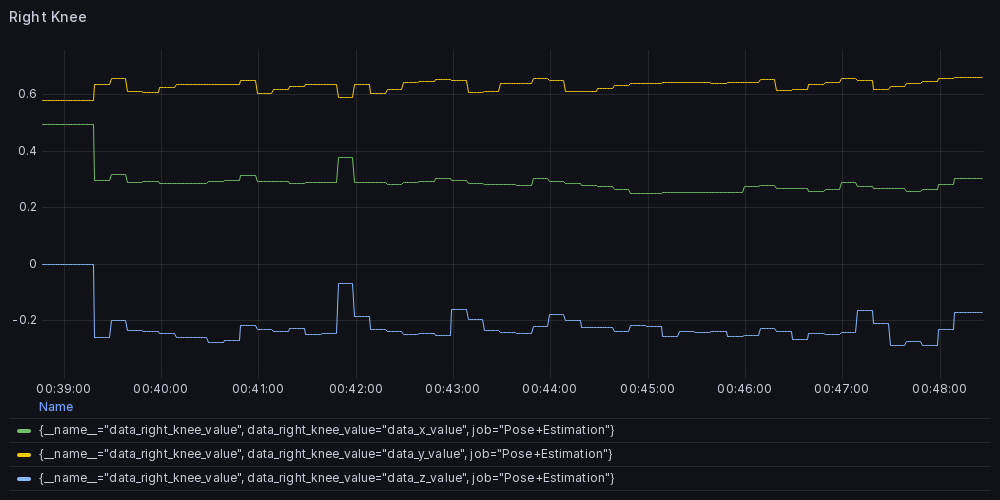 Right Knee
0.6
0.4
0.2
0
-0.2
00:39:00 00:40:00 00:41:00 00:42:00 00:43:00 00:44:00 00:45:00 00:46:00 00:47:00 00:48:00
Name
{__name__="data_right_knee_value", data_right_knee_value="data_x_value", job="Pose+Estimation"}
{__name__="data_right_knee_value", data_right_knee_value="data_y_value", job="Pose+Estimation"}
{__name__="data_right_knee_value", data_right_knee_value="data_z_value", job="Pose+Estimation"}